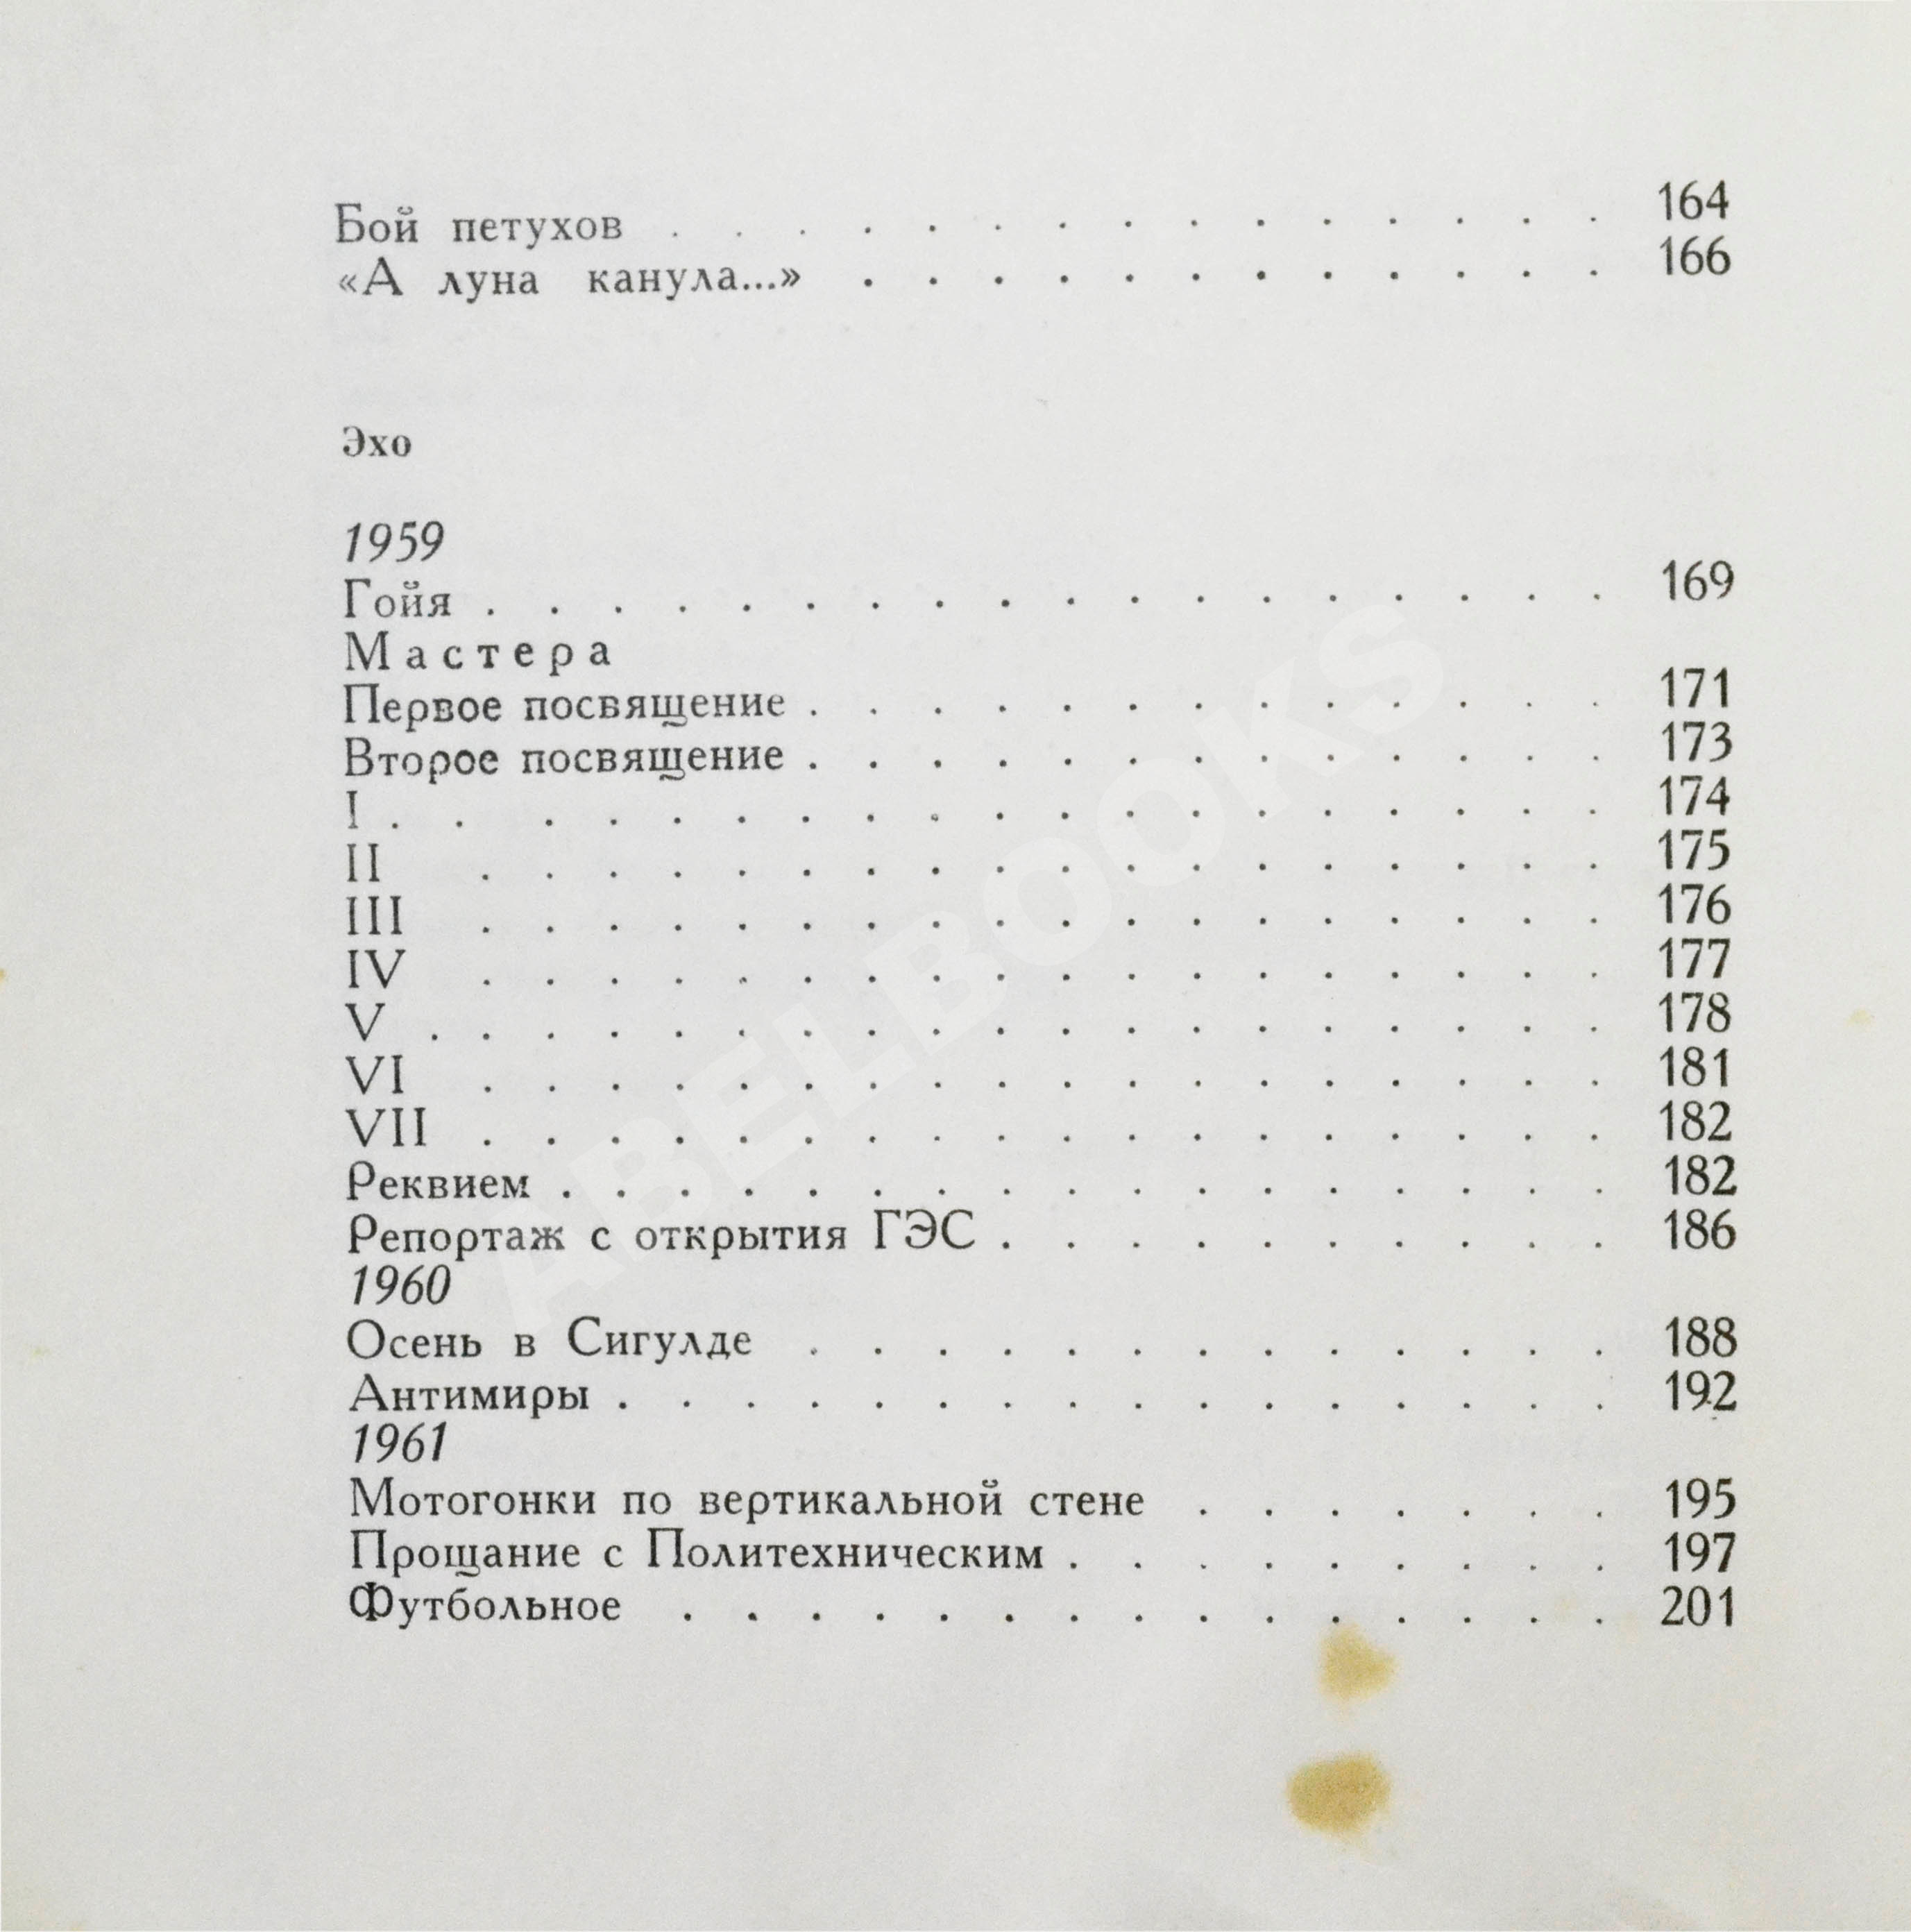 Бой петухов . . . . . . . . . . . . . . . 164
«А луна канула...» . . . . . . . . . . . . 166
Эхо
1959
Гойя . . . . . . . . . . . . . . . . . . 169
Мастера
Первое посвящение . . . . . . . . . . . . . 171
Второе посвящение . . . . . . . . . . . . . 173
I . . . . . . . . . . . . . . . . . . . 174
II . . . . . . . . . . . . . . . . . . 175
III . . . . . . . . . . . . . . . . . . 176
IV . . . . . . . . . . . . . . . . . . 177
V . . . . . . . . . . . . . . . . . . . 178
VI . . . . . . . . . . . . . . . . . . 181
VII . . . . . . . . . . . . . . . . . . 182
Реквием . . . . . . . . . . . . . . . . . 182
Репортаж с открытия ГЭС . . . . . . . . . . 186
1960
Осень в Сигулде . . . . . . . . . . . . . 188
Антимиры . . . . . . . . . . . . . . . . 192
1961
Мотогонки по вертикальной стене . . . . . . . 195
Прощание с Политехническим . . . . . . . . . 197
Футбольное . . . . . . . . . . . . . . . 201
ABELBOOKS